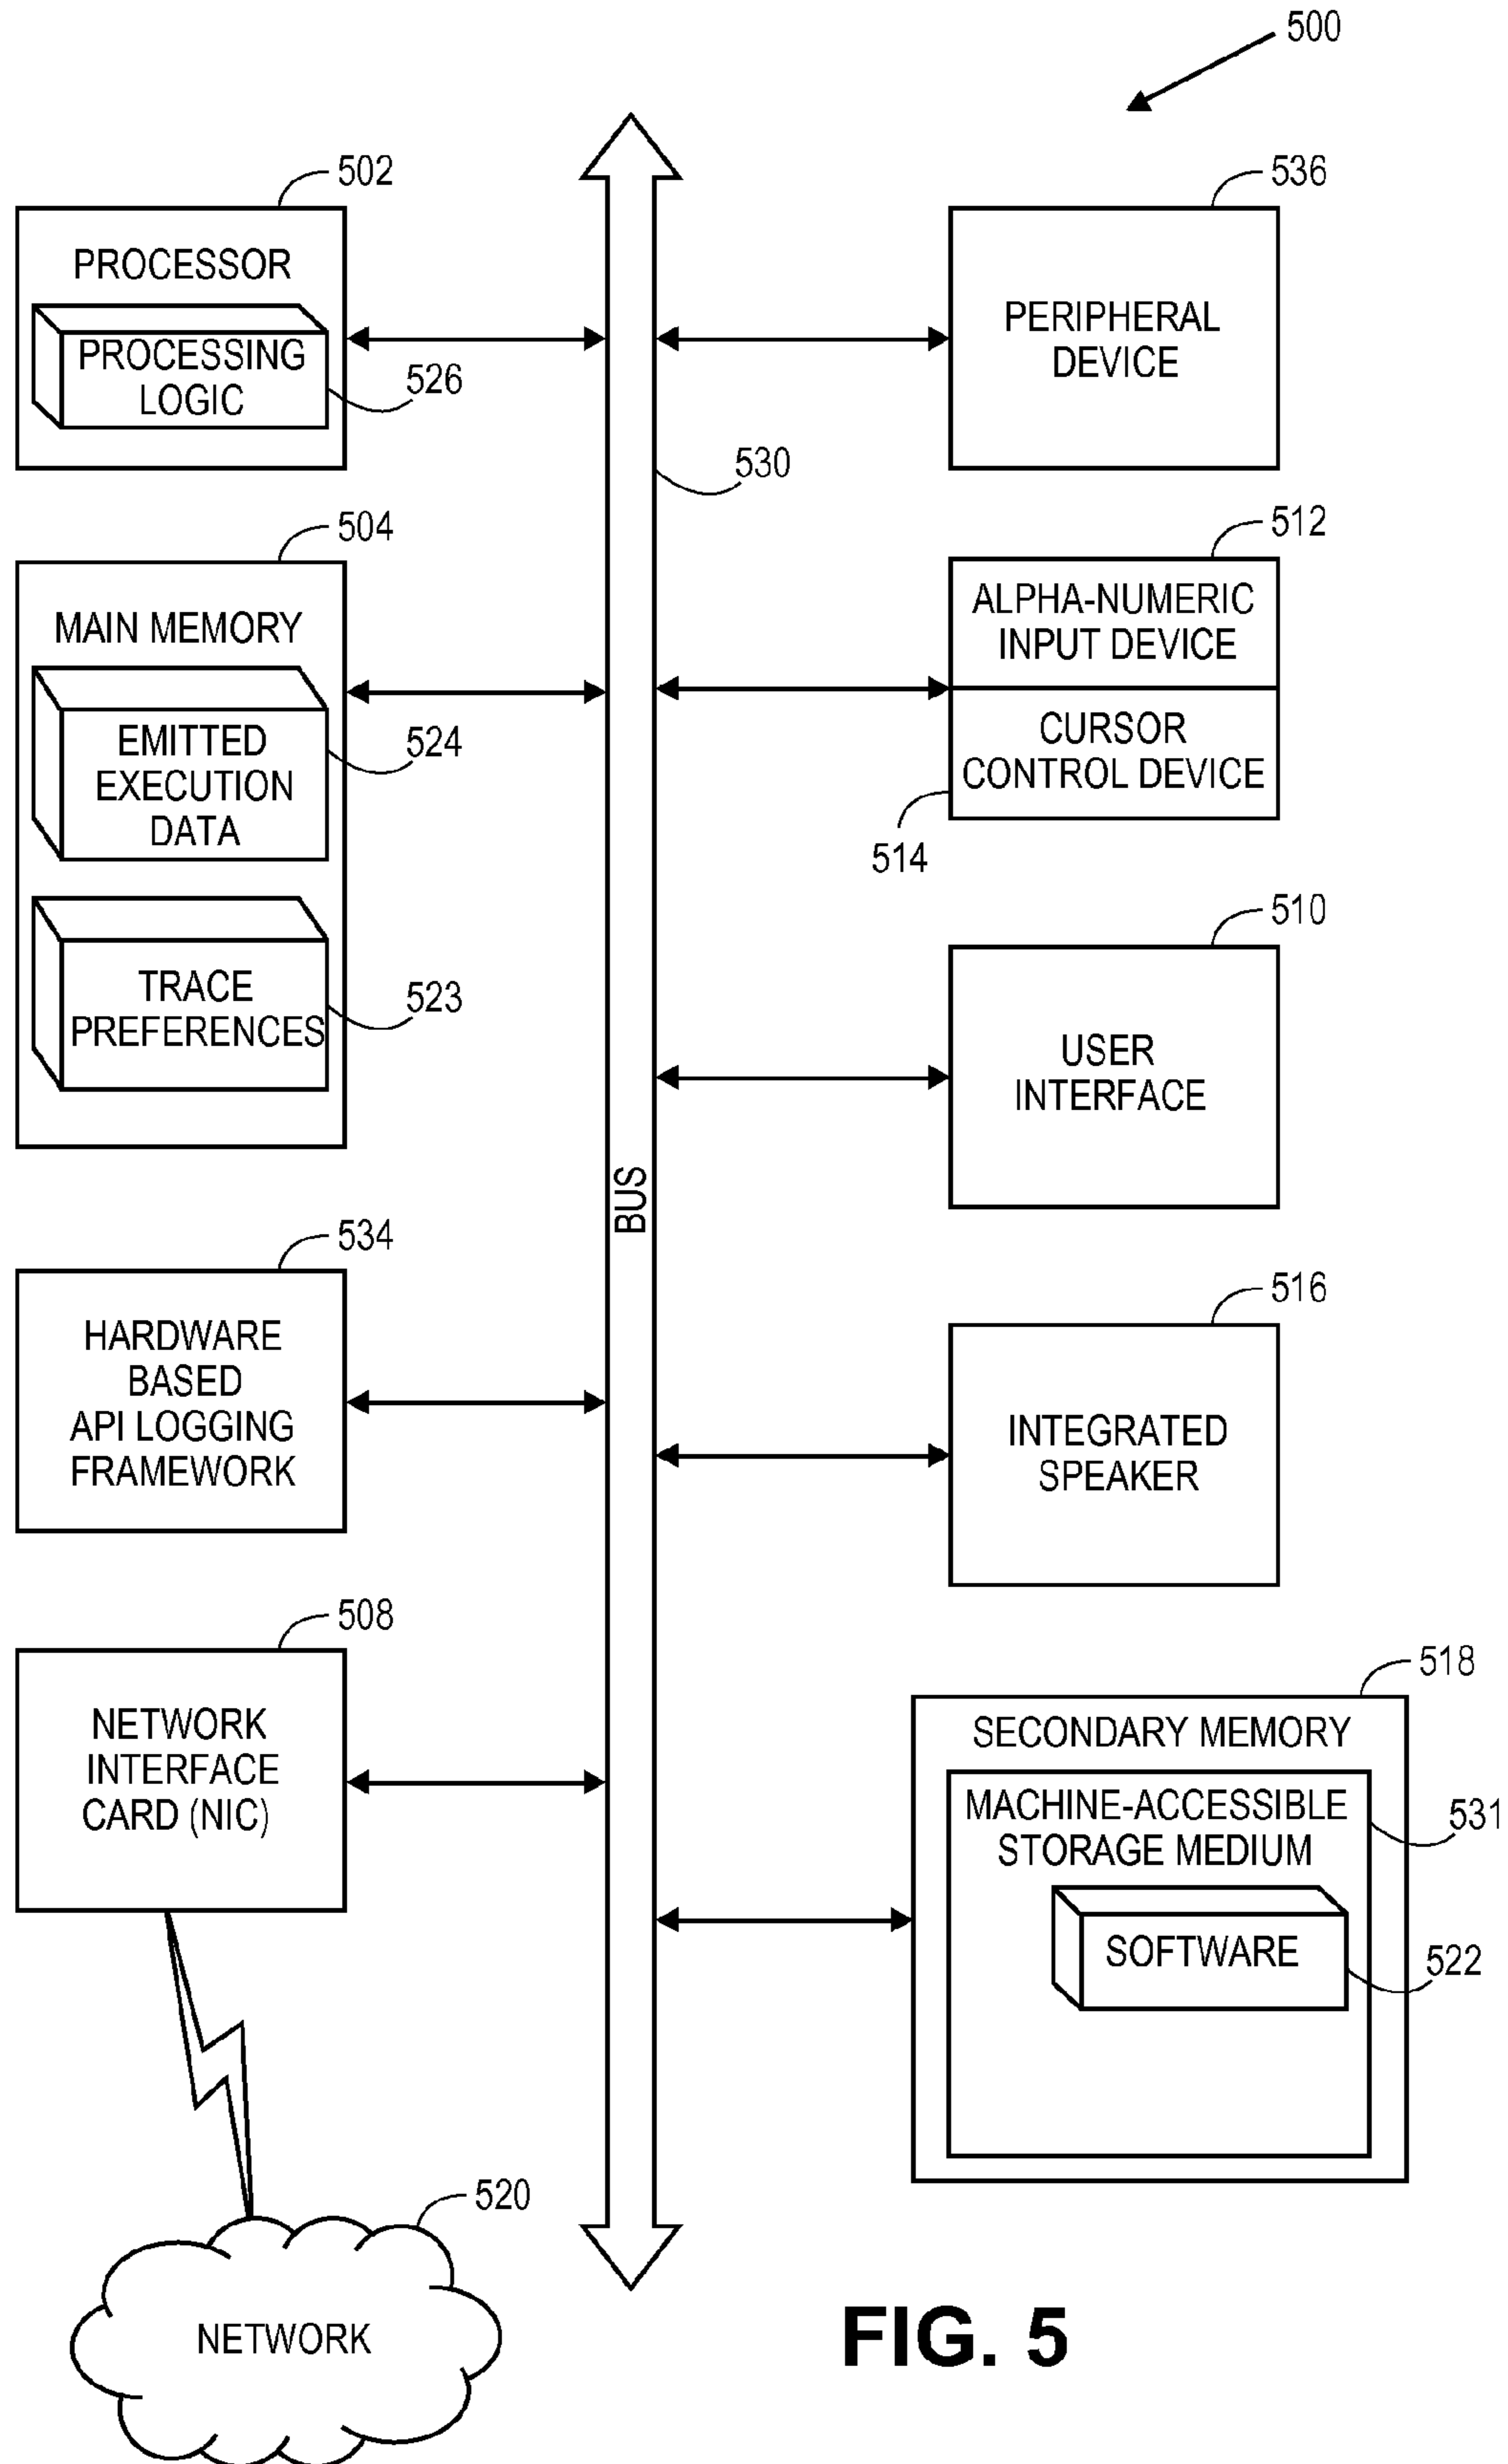 500
502
PROCESSOR
PROCESSING
LOGIC
526
536
PERIPHERAL
DEVICE
530
504
MAIN MEMORY
EMITTED
EXECUTION
DATA
524
TRACE
PREFERENCES
523
512
ALPHA-NUMERIC
INPUT DEVICE
CURSOR
CONTROL DEVICE
514
510
USER
INTERFACE
BUS
534
HARDWARE
BASED
API LOGGING
FRAMEWORK
516
INTEGRATED
SPEAKER
508
NETWORK
INTERFACE
CARD (NIC)
518
SECONDARY MEMORY
MACHINE-ACCESSIBLE
STORAGE MEDIUM
531
SOFTWARE
522
520
NETWORK
FIG. 5